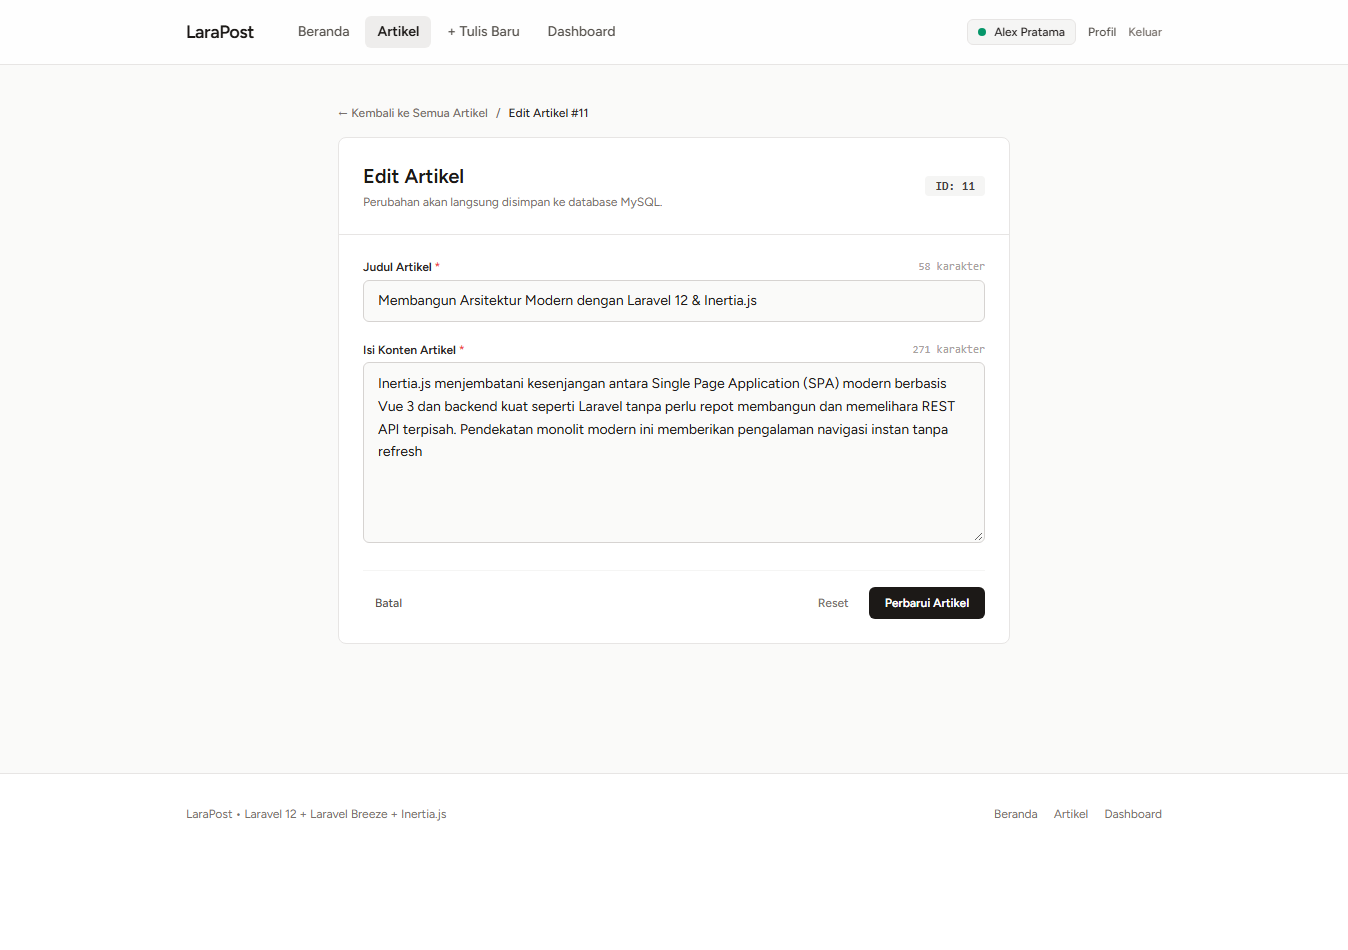 LaraPost Beranda Artikel + Tulis Baru Dashboard Alex Pratama Profil Keluar
← Kembali ke Semua Artikel / Edit Artikel #11
Edit Artikel
Perubahan akan langsung disimpan ke database MySQL.
ID: 11
Judul Artikel * 58 karakter
Membangun Arsitektur Modern dengan Laravel 12 & Inertia.js
Isi Konten Artikel * 271 karakter
Inertia.js menjembatani kesenjangan antara Single Page Application (SPA) modern berbasis
Vue 3 dan backend kuat seperti Laravel tanpa perlu repot membangun dan memelihara REST
API terpisah. Pendekatan monolit modern ini memberikan pengalaman navigasi instan tanpa
refresh
Batal Reset Perbarui Artikel
LaraPost • Laravel 12 + Laravel Breeze + Inertia.js Beranda Artikel Dashboard